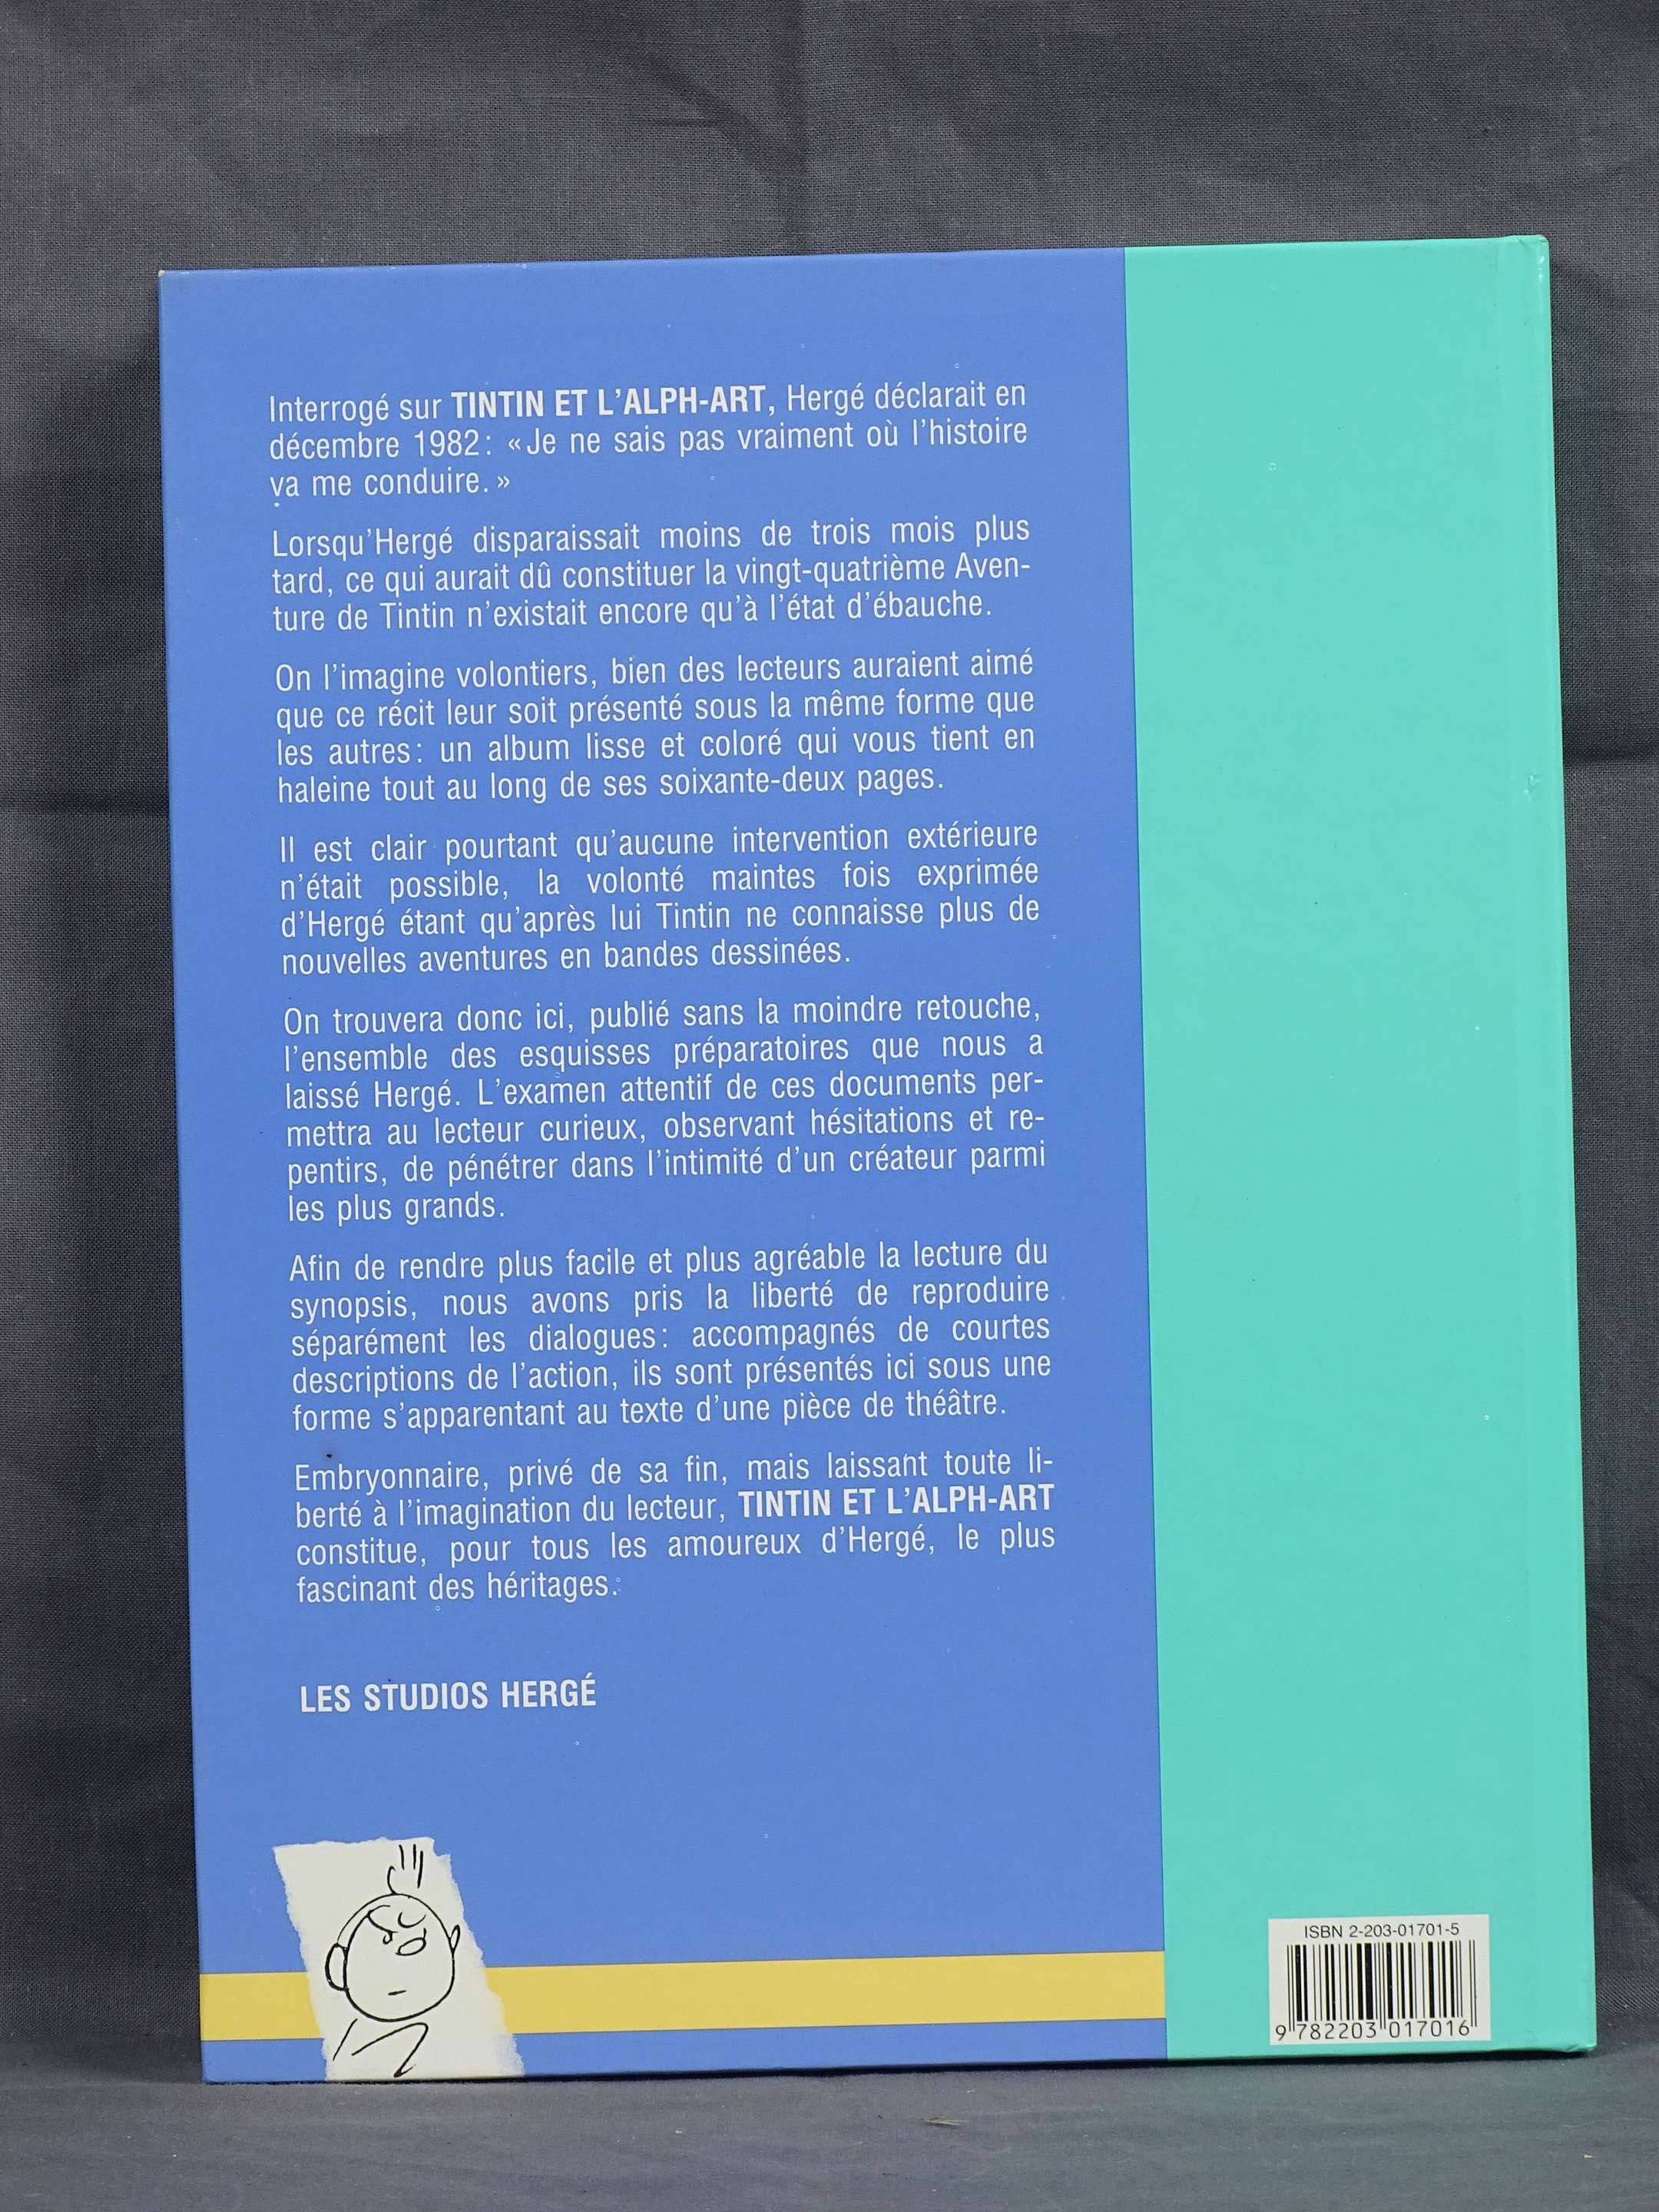 Interrogé sur TINTIN ET L'ALPH-ART, Hergé déclarait en
décembre 1982: «Je ne sais pas vraiment où l'histoire
va me conduire.»
Lorsqu'Hergé disparaissait moins de trois mois plus
tard, ce qui aurait dû constituer la vingt-quatrième Aven-
ture de Tintin n'existait encore qu'à l'état d'ébauche.
On l'imagine volontiers, bien des lecteurs auraient aimé
que ce récit leur soit présenté sous la même forme que
les autres: un album lisse et coloré qui vous tient en
haleine tout au long de ses soixante-deux pages.
Il est clair pourtant qu'aucune intervention extérieure
n'était possible, la volonté maintes fois exprimée
d'Hergé étant qu'après lui Tintin ne connaisse plus de
nouvelles aventures en bandes dessinées.
On trouvera donc ici, publié sans la moindre retouche,
l'ensemble des esquisses préparatoires que nous a
laissé Hergé. L'examen attentif de ces documents per-
mettra au lecteur curieux, observant hésitations et re-
pentirs, de pénétrer dans l'intimité d'un créateur parmi
les plus grands.
Afin de rendre plus facile et plus agréable la lecture du
synopsis, nous avons pris la liberté de reproduire
séparément les dialogues: accompagnés de courtes
descriptions de l'action, ils sont présentés ici sous une
forme s'apparentant au texte d'une pièce de théâtre.
Embryonnaire, privé de sa fin, mais laissant toute li-
berté à l'imagination du lecteur, TINTIN ET L'ALPH-ART
constitue, pour tous les amoureux d'Hergé, le plus
fascinant des héritages.
LES STUDIOS HERGÉ
ISBN 2-203-01701-5
9 782203 017016